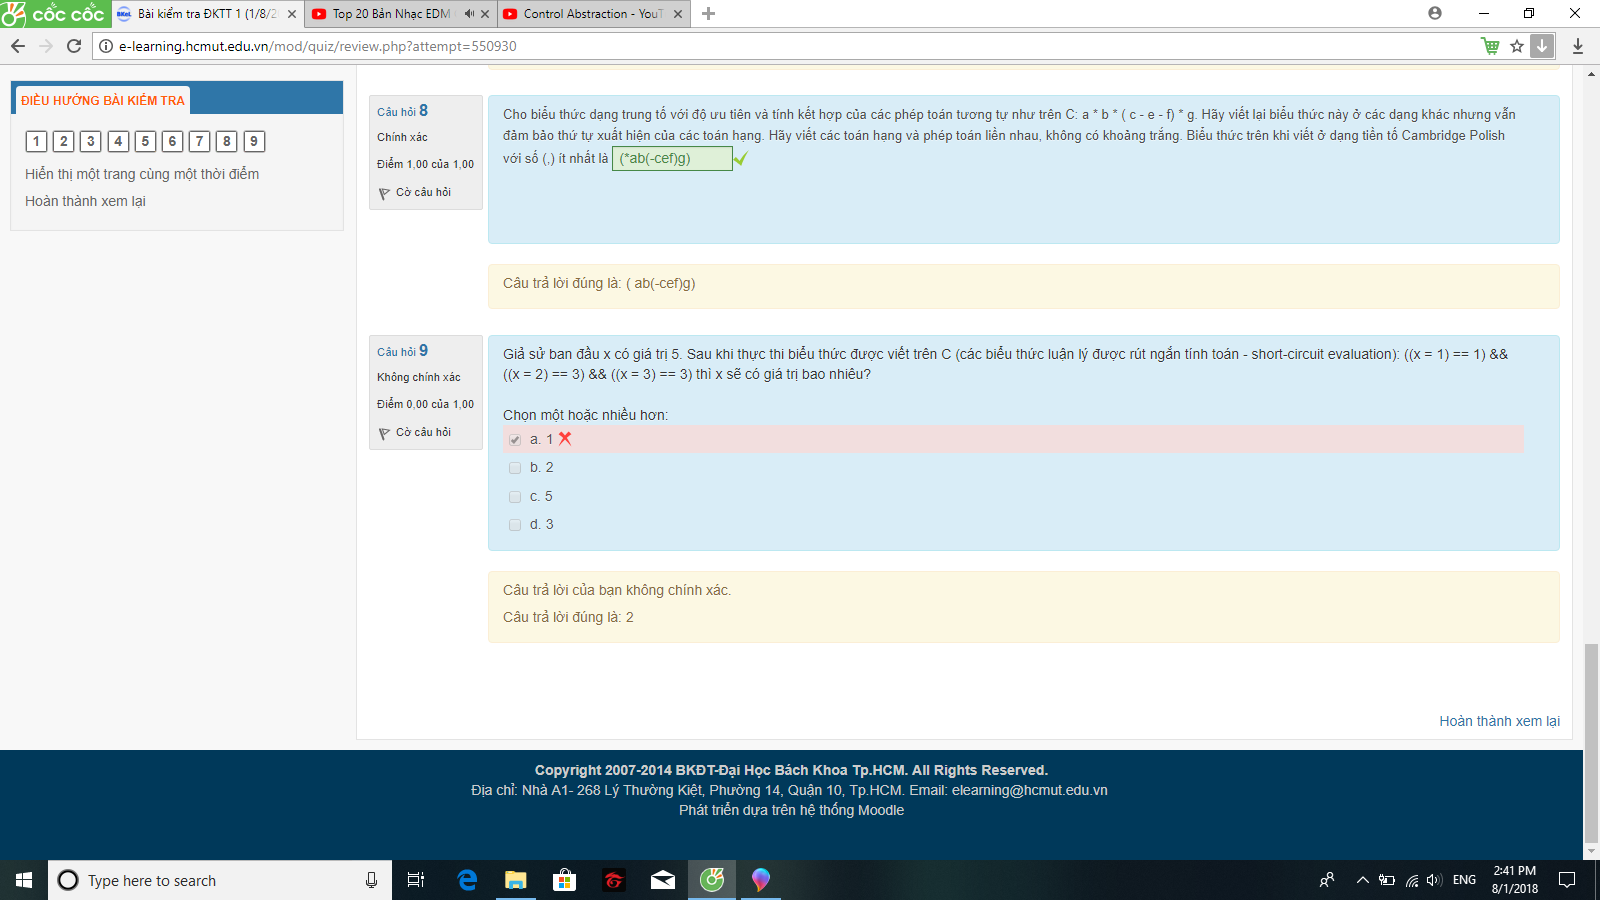 cốc cốc
Bài kiểm tra ĐKTT 1 (1/8/2
Top 20 Bản Nhạc EDM
Control Abstraction - YouT
e-learning.hcmut.edu.vn/mod/quiz/review.php?attempt=550930
ĐIỀU HƯỚNG BÀI KIỂM TRA
1 2 3 4 5 6 7 8 9
Hiển thị một trang cùng một thời điểm
Hoàn thành xem lại
Câu hỏi 8
Chính xác
Điểm 1,00 của 1,00
Cờ câu hỏi
Cho biểu thức dạng trung tố với độ ưu tiên và tính kết hợp của các phép toán tương tự như trên C: a * b * ( c - e - f) * g. Hãy viết lại biểu thức này ở các dạng khác nhưng vẫn
đảm bảo thứ tự xuất hiện của các toán hạng. Hãy viết các toán hạng và phép toán liền nhau, không có khoảng trắng. Biểu thức trên khi viết ở dạng tiền tố Cambridge Polish
với số (,) ít nhất là (*ab(-cef)g)
Câu trả lời đúng là: ( ab(-cef)g)
Câu hỏi 9
Không chính xác
Điểm 0,00 của 1,00
Cờ câu hỏi
Giả sử ban đầu x có giá trị 5. Sau khi thực thi biểu thức được viết trên C (các biểu thức luận lý được rút ngắn tính toán - short-circuit evaluation): ((x = 1) == 1) &&
((x = 2) == 3) && ((x = 3) == 3) thì x sẽ có giá trị bao nhiêu?
Chọn một hoặc nhiều hơn:
a. 1
b. 2
c. 5
d. 3
Câu trả lời của bạn không chính xác.
Câu trả lời đúng là: 2
Hoàn thành xem lại
Copyright 2007-2014 BKĐT-Đại Học Bách Khoa Tp.HCM. All Rights Reserved.
Địa chỉ: Nhà A1- 268 Lý Thường Kiệt, Phường 14, Quận 10, Tp.HCM. Email: elearning@hcmut.edu.vn
Phát triển dựa trên hệ thống Moodle
Type here to search
ENG
2:41 PM
8/1/2018